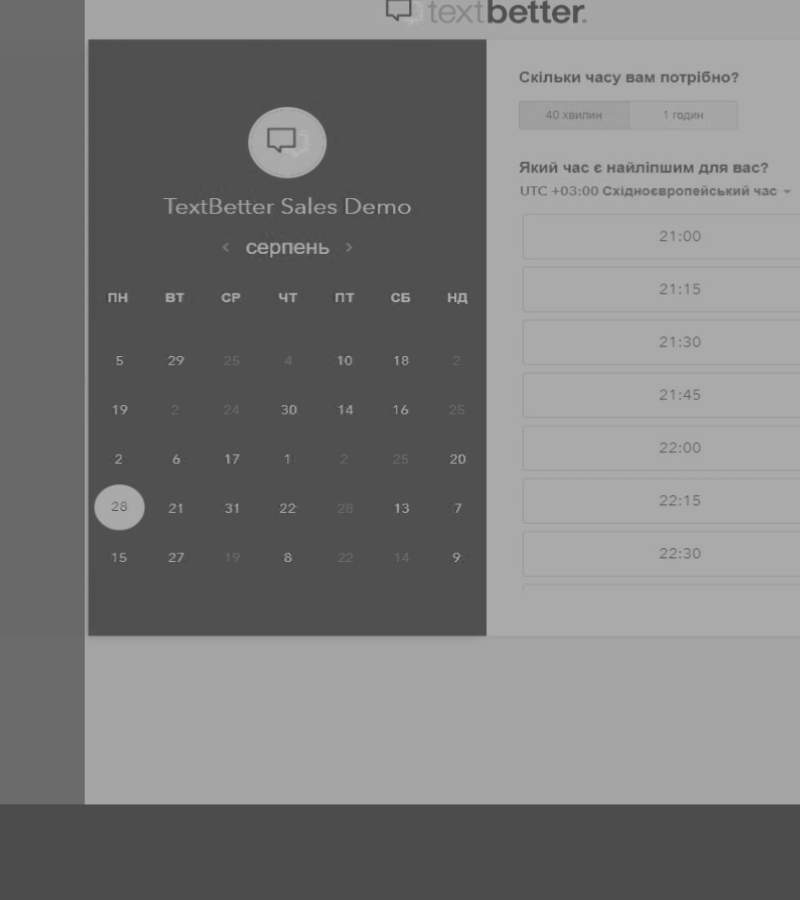 textbetter.
TextBetter Sales Demo
< серпень >
ПН ВТ СР ЧТ ПТ СБ НД
5 29 25 4 10 18 2
19 2 24 30 14 16 25
2 6 17 1 2 25 20
28 21 31 22 28 13 7
15 27 19 8 22 14 9
Скільки часу вам потрібно?
40 хвилин 1 годин
Який час є найліпшим для вас?
UTC +03:00 Східноєвропейський час
21:00
21:15
21:30
21:45
22:00
22:15
22:30